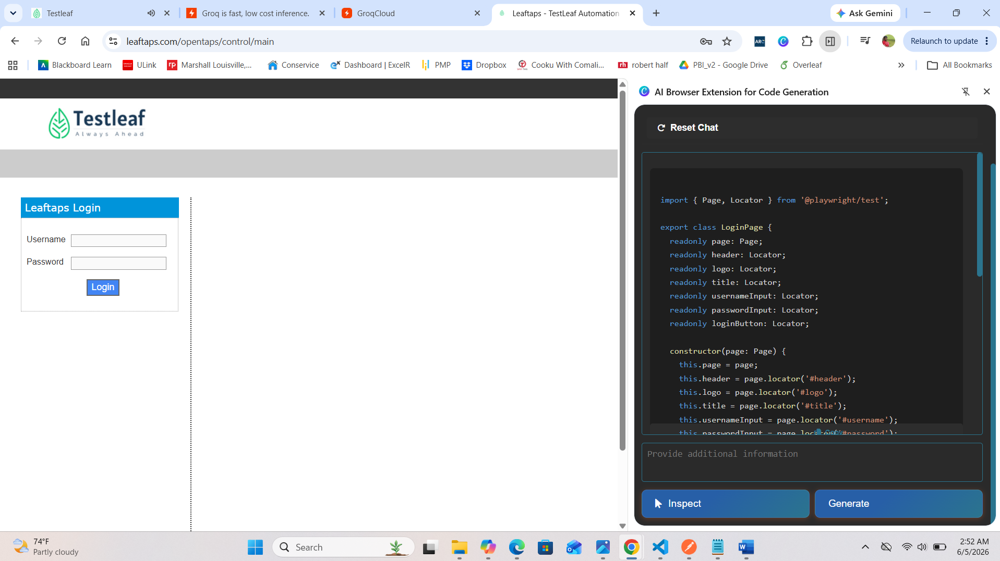 Testleaf
Groq is fast, low cost inference.
GroqCloud
Leaftaps - TestLeaf Automation
Ask Gemini
leaftaps.com/opentaps/control/main
ARC
Relaunch to update
Blackboard Learn
ULink
rp Marshall Louisville,...
Conservice
Dashboard | ExcelR
PMP
Dropbox
Cooku With Comali...
rh robert half
PBI_v2 - Google Drive
Overleaf
All Bookmarks
Testleaf
Always Ahead
Leaftaps Login
Username
Password
Login
AI Browser Extension for Code Generation
Reset Chat
import { Page, Locator } from '@playwright/test';
export class LoginPage {
readonly page: Page;
readonly header: Locator;
readonly logo: Locator;
readonly title: Locator;
readonly usernameInput: Locator;
readonly passwordInput: Locator;
readonly loginButton: Locator;
constructor(page: Page) {
this.page = page;
this.header = page.locator('#header');
this.logo = page.locator('#logo');
this.title = page.locator('#title');
this.usernameInput = page.locator('#username');
this.passwordInput = page.locator('#password');
Copy
Provide additional information
Inspect
Generate
74°F
Partly cloudy
Search
2:52 AM
6/5/2026